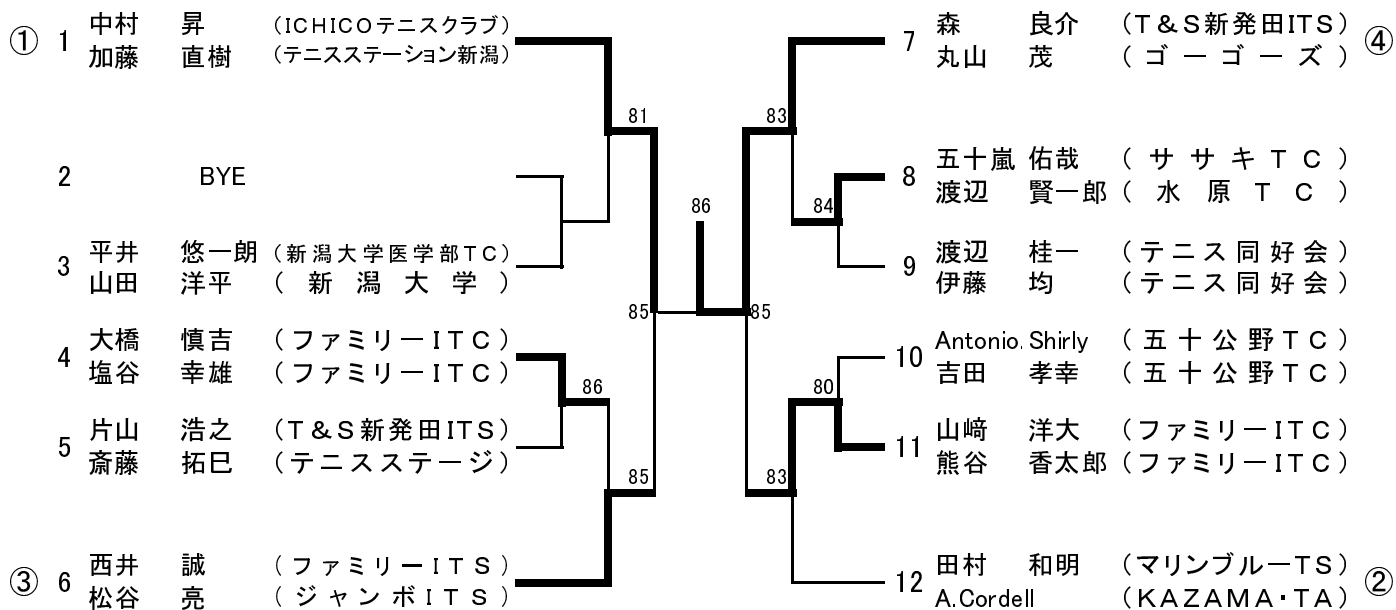 ① 1 中村 昇 (ICHICOテニスクラブ)
加藤 直樹 (テニスステーション新潟)
81
2 BYE
3 平井 悠一朗 (新潟大学医学部TC)
山田 洋平 (新潟大学)
85
4 大橋 慎吉 (ファミリーITC)
塩谷 幸雄 (ファミリーITC)
86
5 片山 浩之 (T&S新発田ITS)
斎藤 拓巳 (テニスステージ)
85
③ 6 西井 誠 (ファミリーITS)
松谷 亮 (ジャンボITS)
86
7 森 良介 (T&S新発田ITS) ④
丸山 茂 (ゴーゴーズ)
83
8 五十嵐 佑哉 (ササキTC)
渡辺 賢一郎 (水原TC)
84
9 渡辺 桂一 (テニス同好会)
伊藤 均 (テニス同好会)
85
10 Antonio. Shirly (五十公野TC)
吉田 孝幸 (五十公野TC)
80
11 山﨑 洋大 (ファミリーITC)
熊谷 香太郎 (ファミリーITC)
83
12 田村 和明 (マリンブルーTS) ②
A.Cordell (KAZAMA・TA)